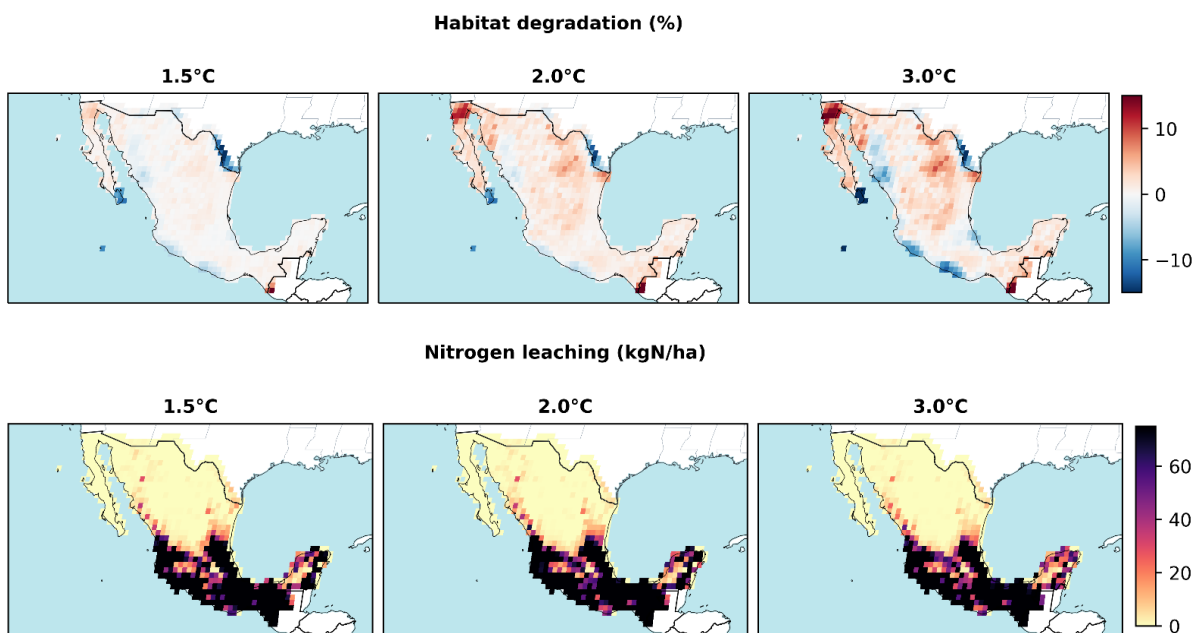 Habitat degradation (%)
1.5°C
2.0°C
3.0°C
10
0
−10
Nitrogen leaching (kgN/ha)
1.5°C
2.0°C
3.0°C
60
40
20
0